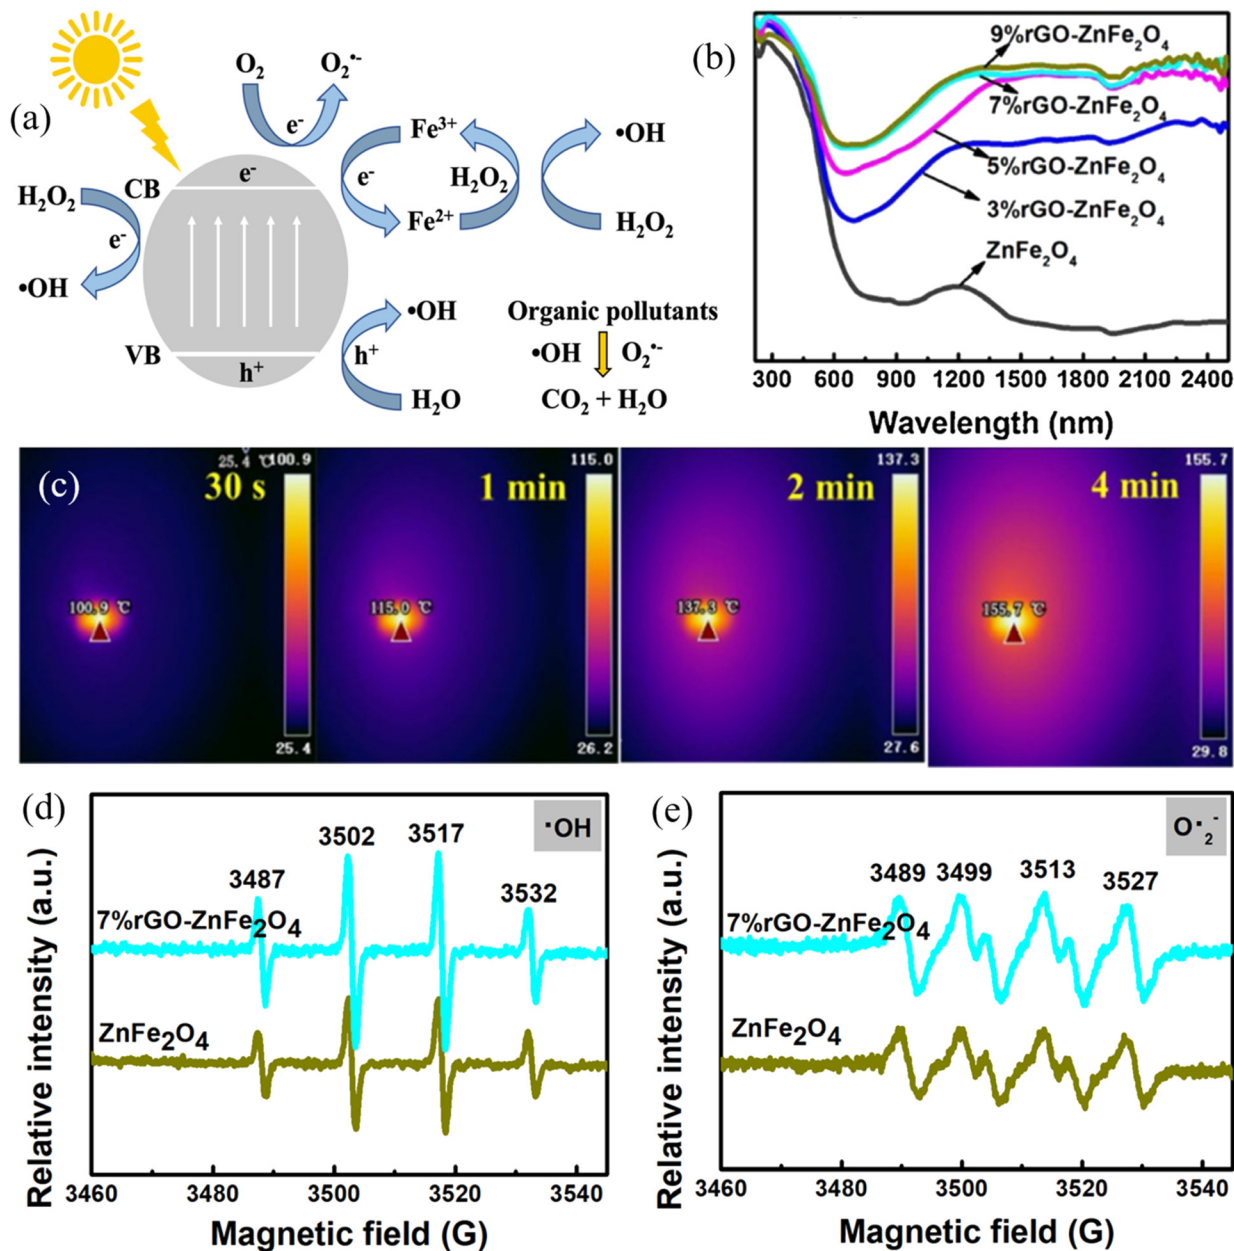 (a)
O₂
O₂•-
e-
Fe3+
•OH
CB
e-
H₂O₂
e-
H₂O₂
e-
Fe2+
H₂O₂
•OH
•OH
Organic pollutants
VB
h+
h+
•OH
O₂•-
H₂O
CO₂ + H₂O
(b)
9%rGO-ZnFe₂O₄
7%rGO-ZnFe₂O₄
5%rGO-ZnFe₂O₄
3%rGO-ZnFe₂O₄
ZnFe₂O₄
300 600 900 1200 1500 1800 2100 2400
Wavelength (nm)
(c)
25.4 ℃
100.9
30 s
100.9 ℃
25.4
115.0
1 min
115.0 ℃
26.2
137.3
2 min
137.3 ℃
27.6
155.7
4 min
155.7 ℃
29.8
(d)
•OH
3487
3502
3517
3532
7%rGO-ZnFe₂O₄
ZnFe₂O₄
Relative intensity (a.u.)
3460 3480 3500 3520 3540
Magnetic field (G)
(e)
O•₂-
3489
3499
3513
3527
7%rGO-ZnFe₂O₄
ZnFe₂O₄
Relative intensity (a.u.)
3460 3480 3500 3520 3540
Magnetic field (G)